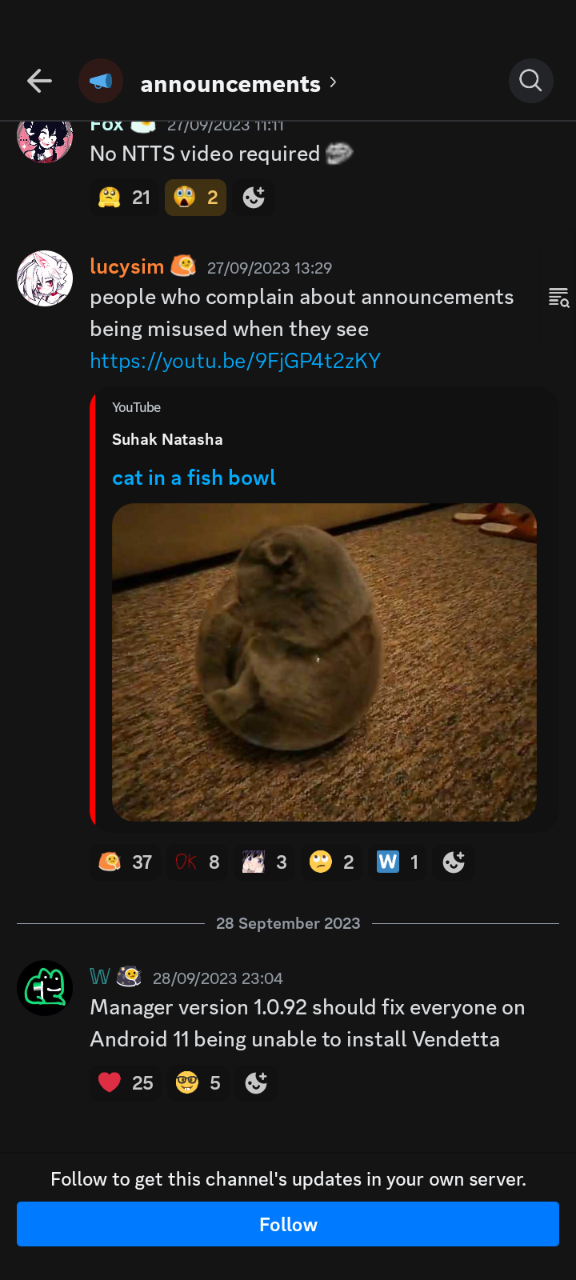 announcements
Fox 27/09/2023 11:11
No NTTS video required
21 2
lucysim 27/09/2023 13:29
people who complain about announcements
being misused when they see
https://youtu.be/9FjGP4t2zKY
YouTube
Suhak Natasha
cat in a fish bowl
37 OK 8 3 2 W 1
28 September 2023
W 28/09/2023 23:04
Manager version 1.0.92 should fix everyone on
Android 11 being unable to install Vendetta
25 5
Follow to get this channel's updates in your own server.
Follow